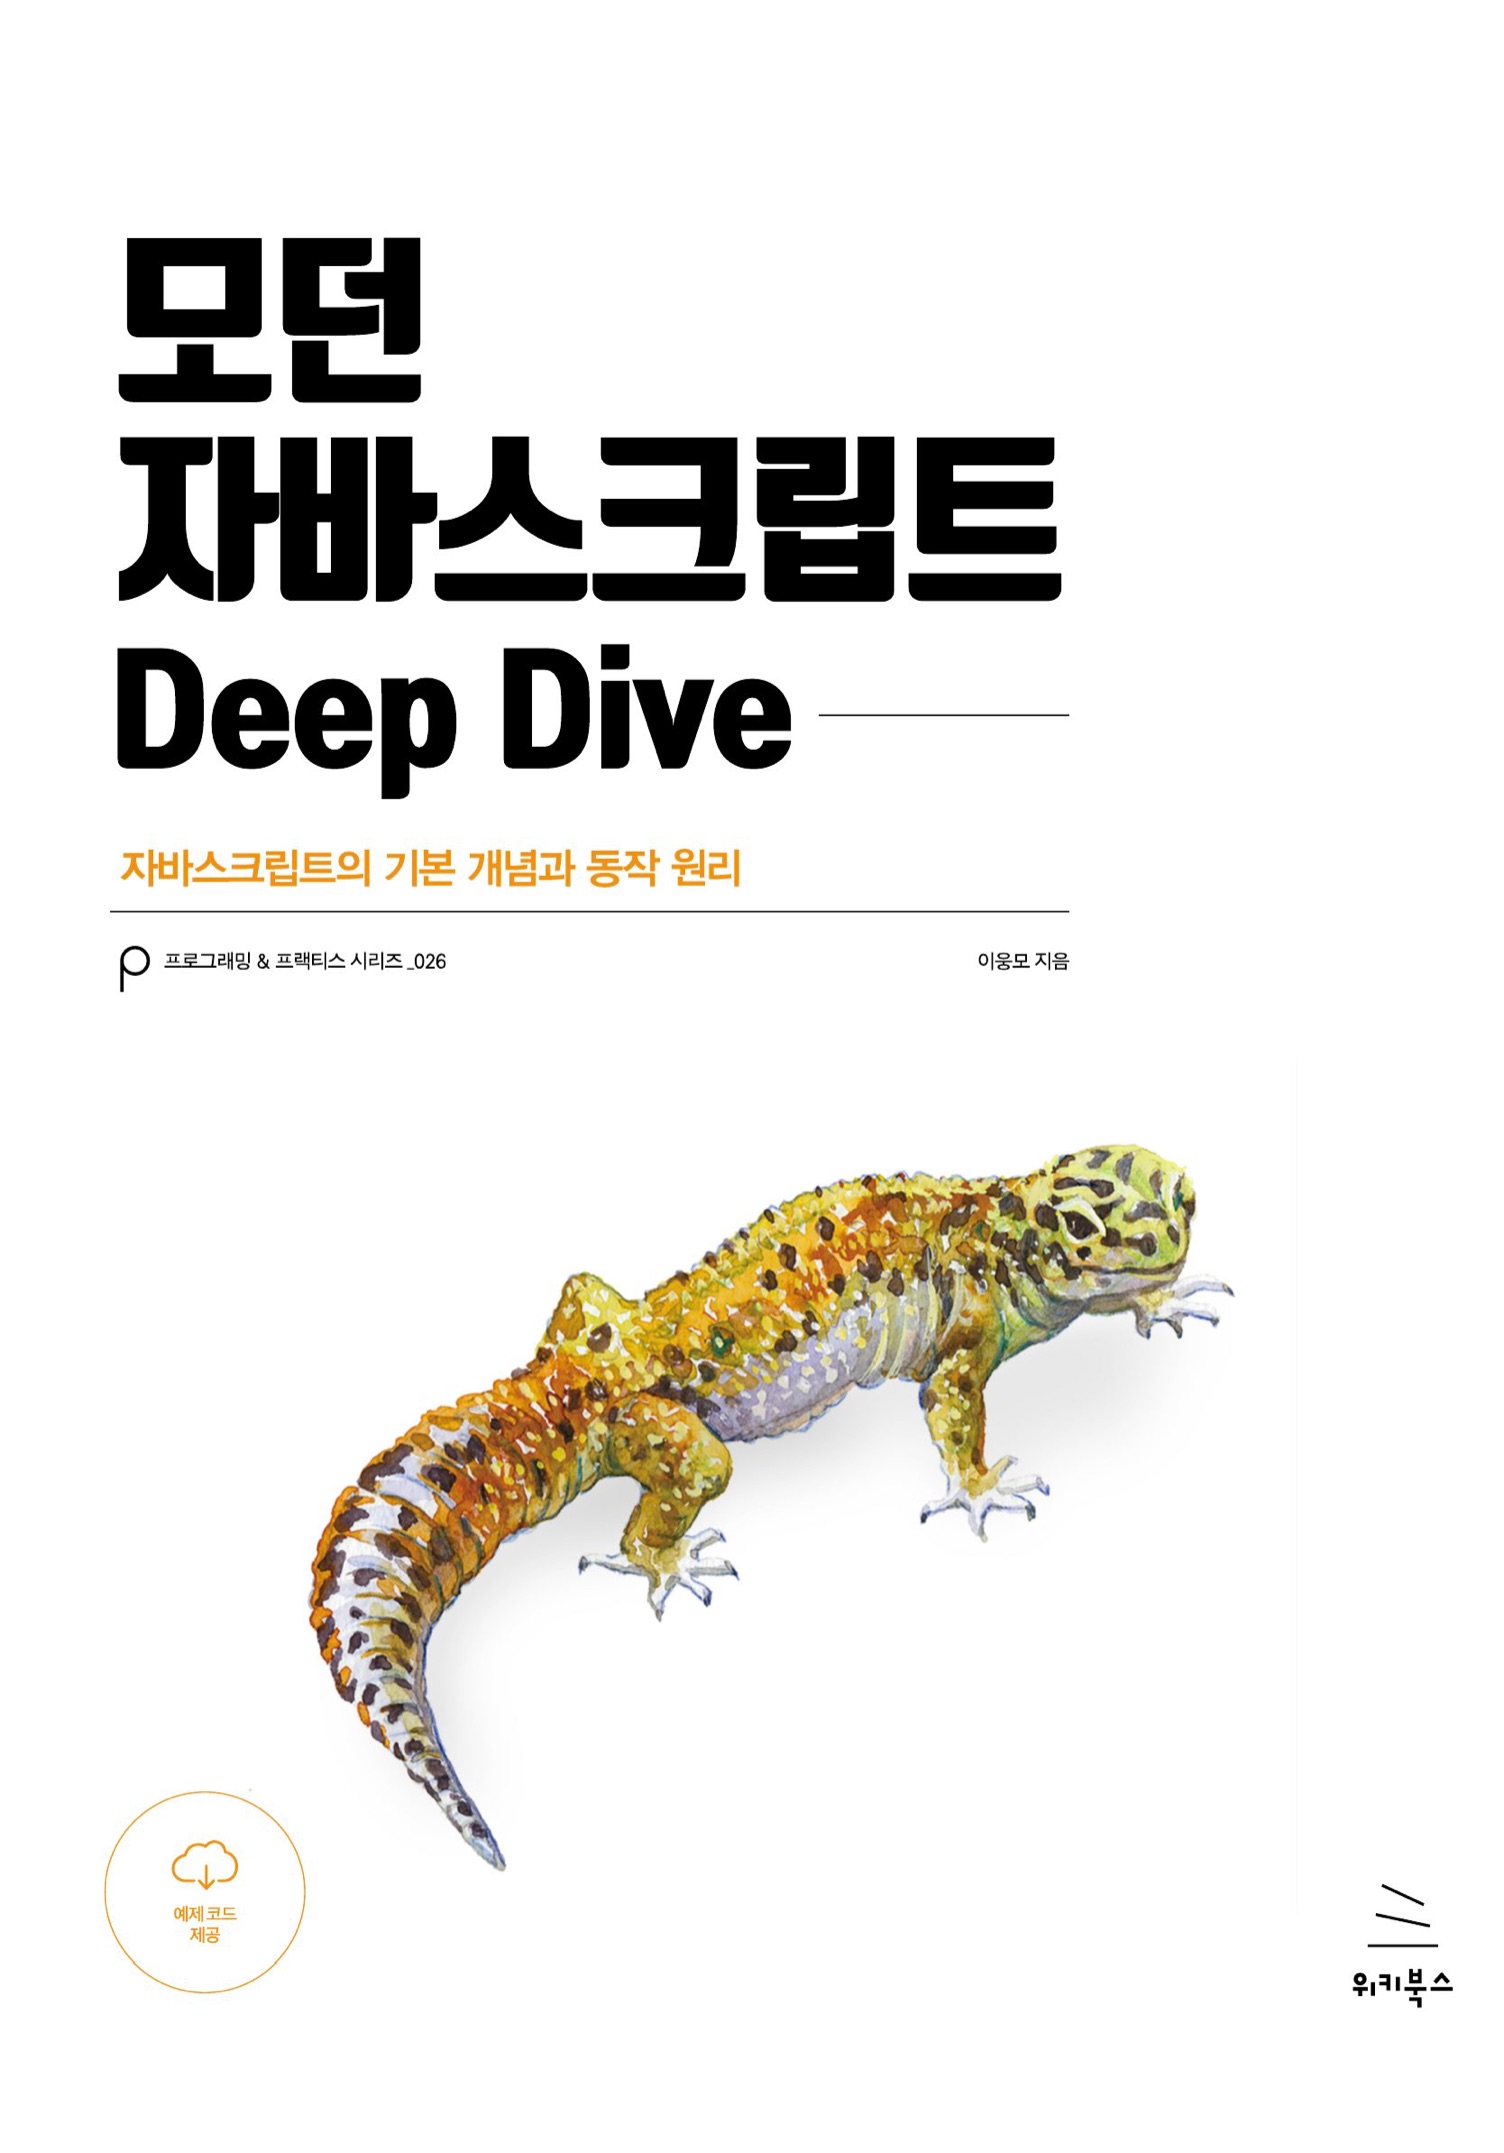 모던
자바스크립트
Deep Dive
자바스크립트의 기본 개념과 동작 원리
프로그래밍 & 프랙티스 시리즈 _026
이웅모 지음
예제 코드
제공
위키북스